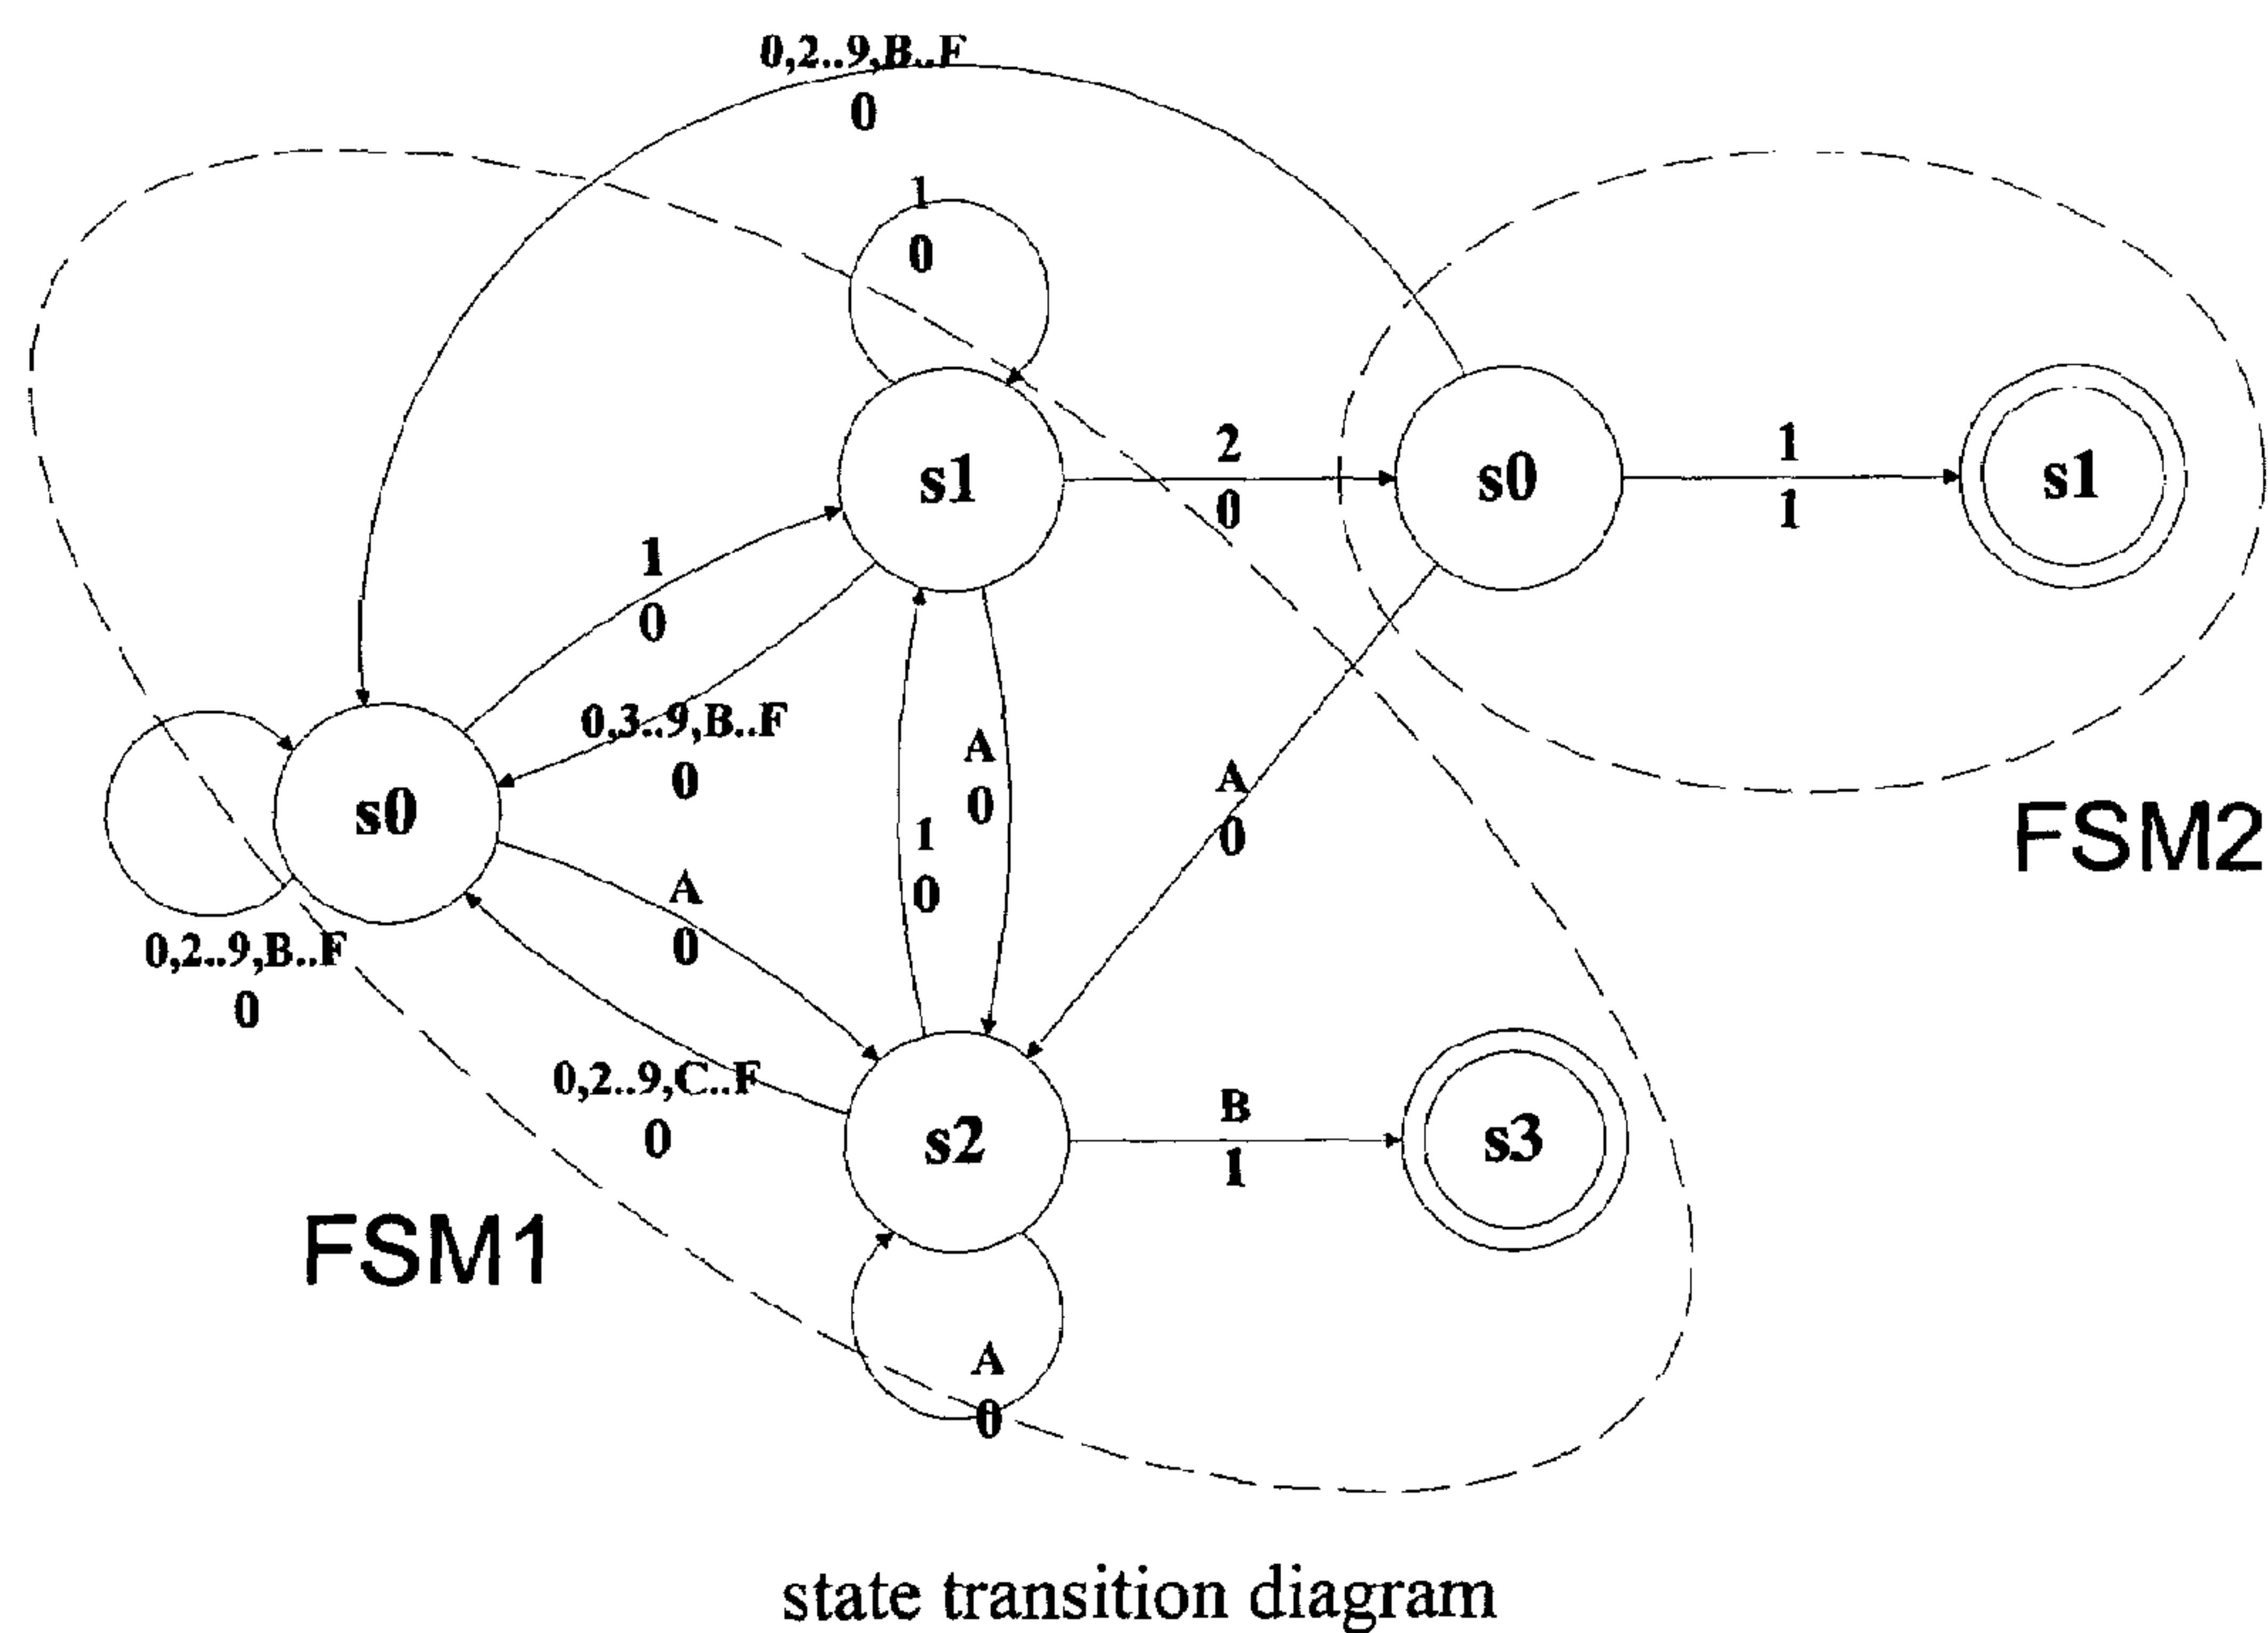 0,2..9,B..F
0
1
0
2
0
1
1
s1
s0
s1
1
0
0,3..9,B..F
0
A
0
1
0
A
0
s0
FSM2
A
0
0,2..9,B..F
0
0,2..9,C..F
0
B
1
s2
s3
FSM1
A
0
state transition diagram